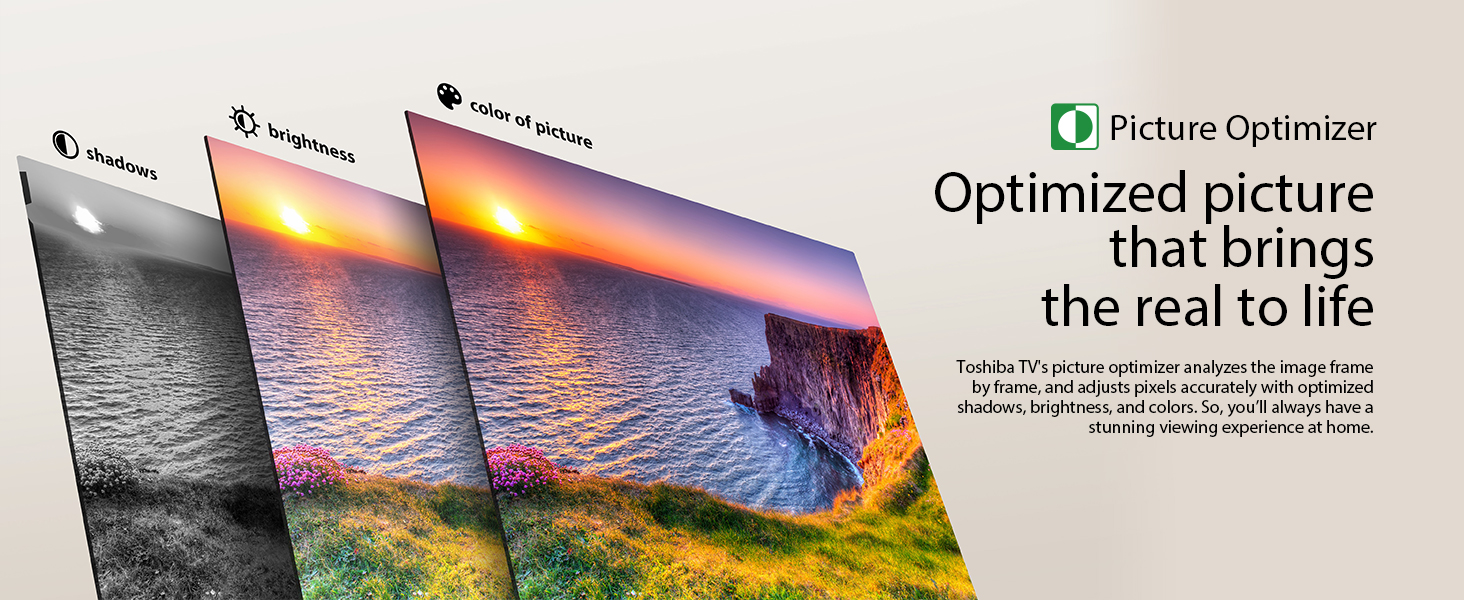 shadows
brightness
color of picture
Picture Optimizer
Optimized picture
that brings
the real to life
Toshiba TV's picture optimizer analyzes the image frame
by frame, and adjusts pixels accurately with optimized
shadows, brightness, and colors. So, you’ll always have a
stunning viewing experience at home.